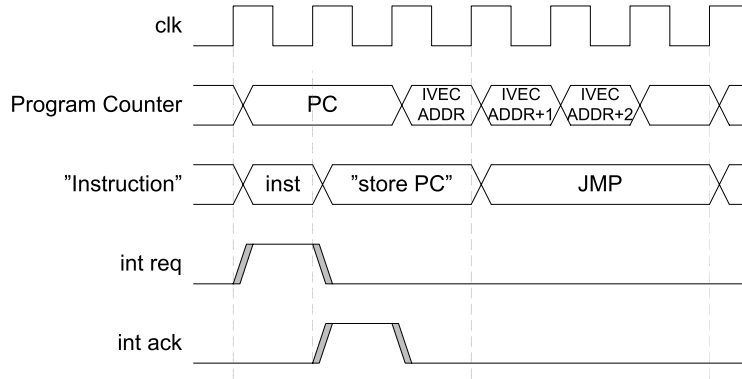 clk
Program Counter
PC
IVEC
ADDR
IVEC
ADDR+1
IVEC
ADDR+2
”Instruction”
inst
”store PC”
JMP
int req
int ack